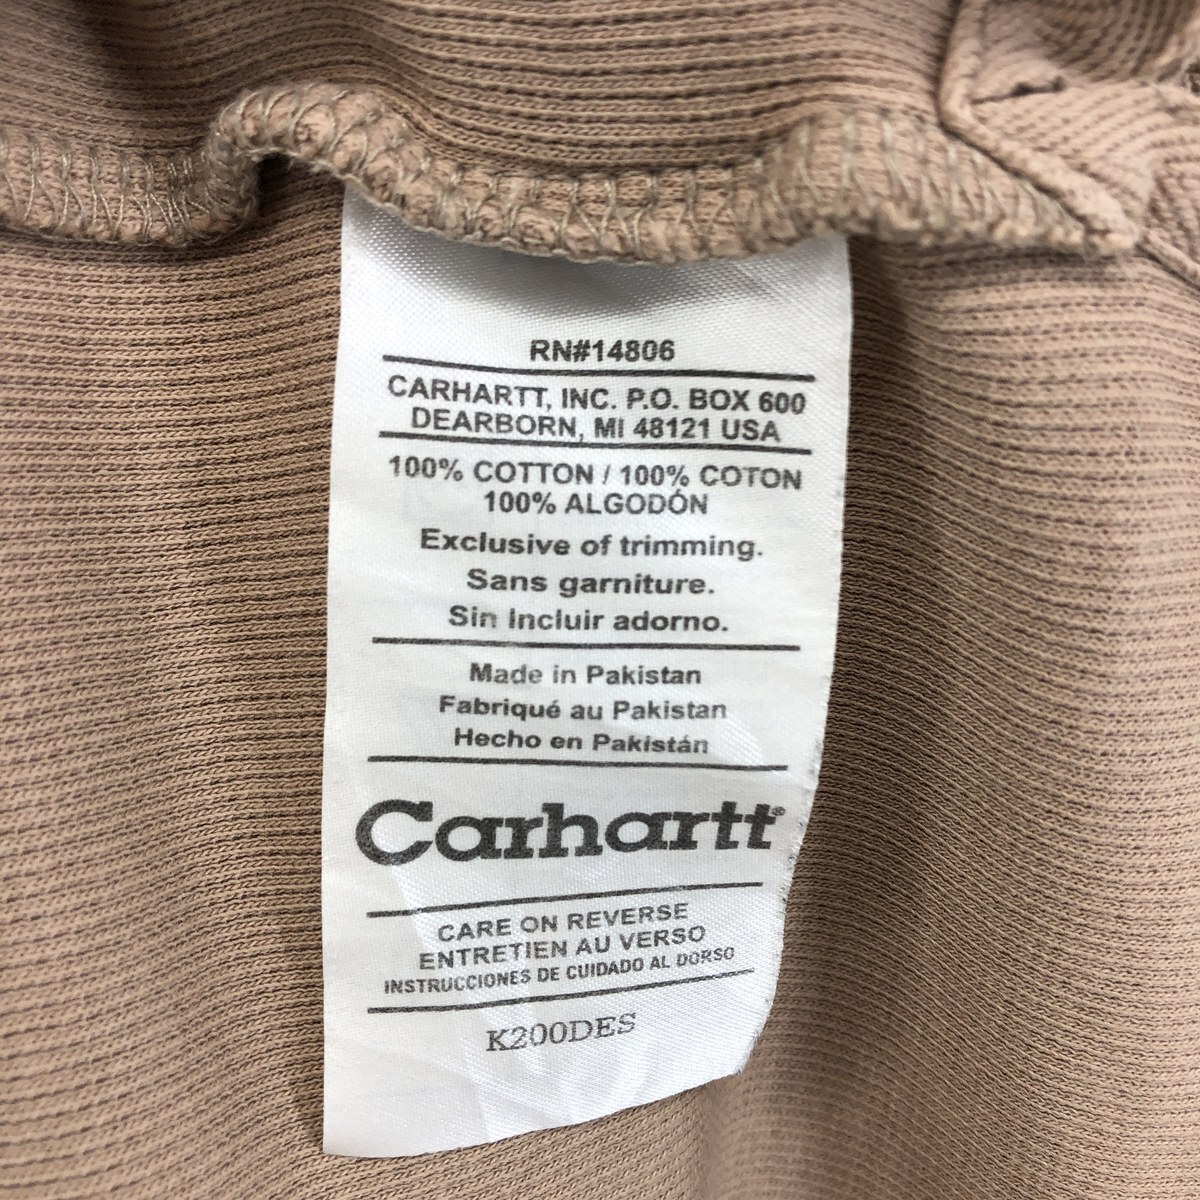 RN#14806
CARHARTT, INC. P.O. BOX 600
DEARBORN, MI 48121 USA
100% COTTON / 100% COTON
100% ALGODÓN
Exclusive of trimming.
Sans garniture.
Sin Incluir adorno.
Made in Pakistan
Fabriqué au Pakistan
Hecho en Pakistán
Carhartt®
CARE ON REVERSE
ENTRETIEN AU VERSO
INSTRUCCIONES DE CUIDADO AL DORSO
K200DES